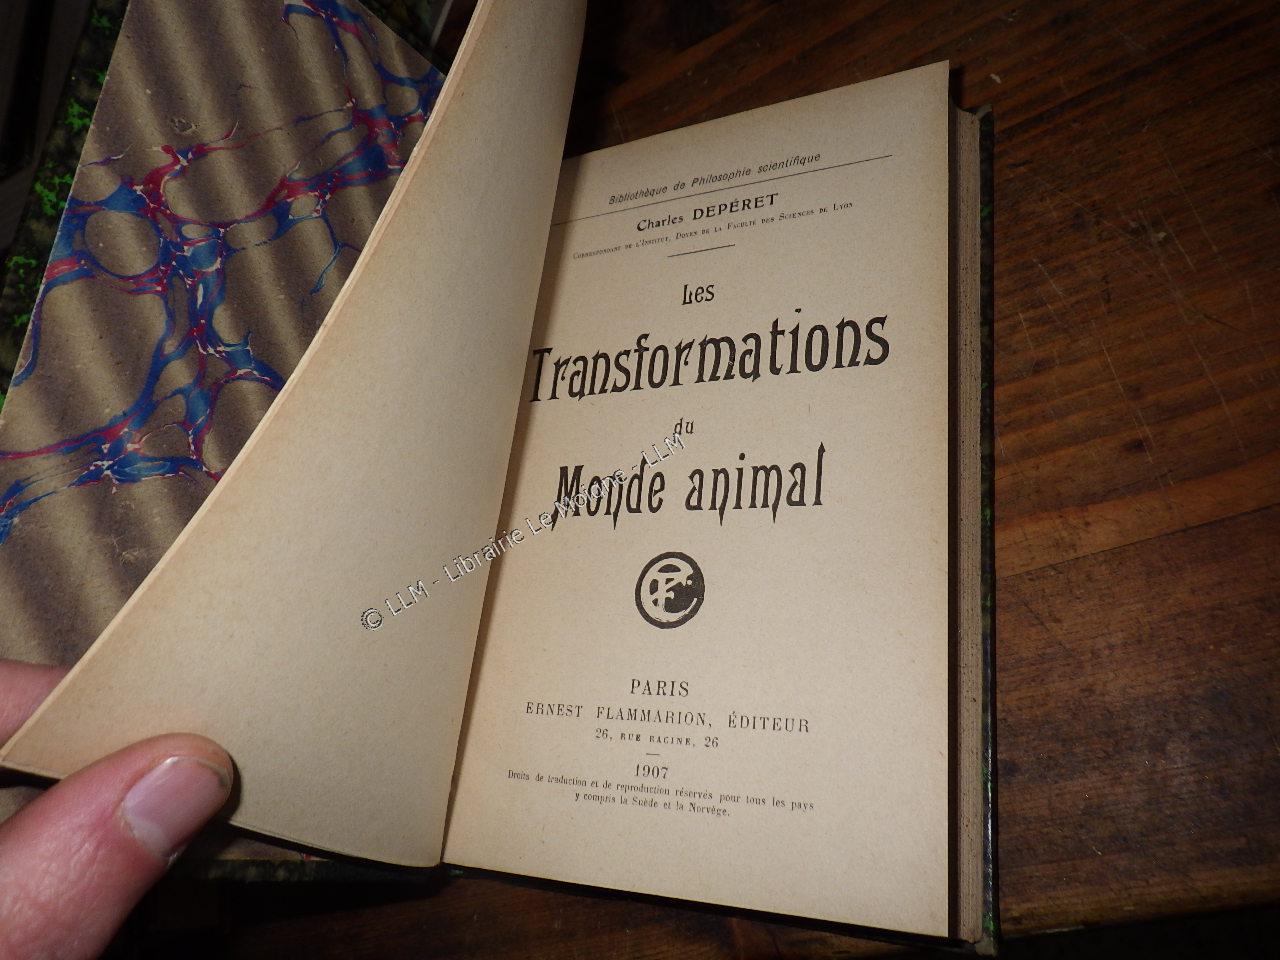 Bibliothèque de Philosophie scientifique
Charles DEPÉRET
CORRESPONDANT DE L'INSTITUT, DOYEN DE LA FACULTÉ DES SCIENCES DE LYON
Les
Transformations
du
Monde animal
PARIS
ERNEST FLAMMARION, ÉDITEUR
26, RUE RACINE, 26
1907
Droits de traduction et de reproduction réservés pour tous les pays
y compris la Suède et la Norvège.
© LLM - Librairie Le Moigne - LLM